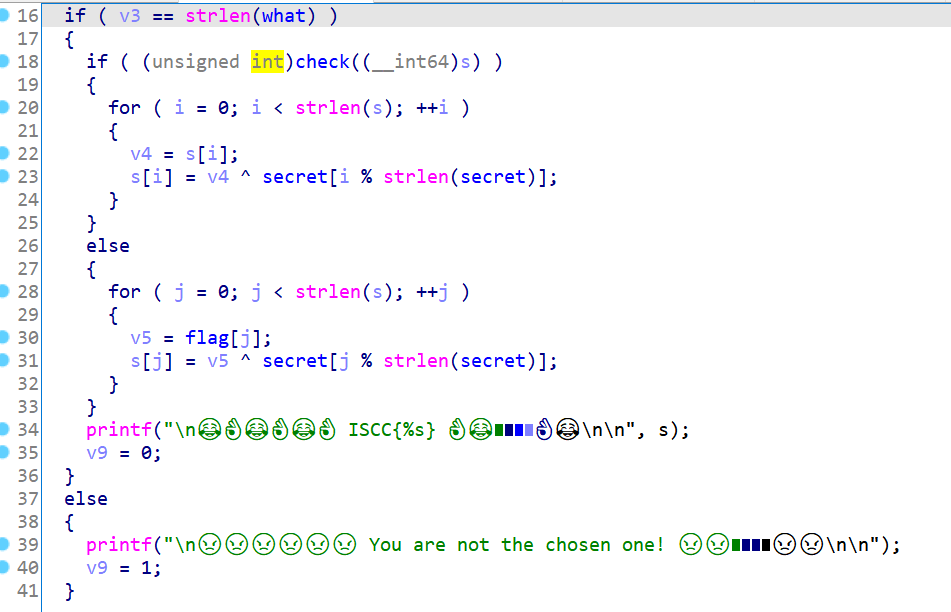 16 if ( v3 == strlen(what) )
17 {
18 if ( (unsigned int)check((__int64)s) )
19 {
20 for ( i = 0; i < strlen(s); ++i )
21 {
22 v4 = s[i];
23 s[i] = v4 ^ secret[i % strlen(secret)];
24 }
25 }
26 else
27 {
28 for ( j = 0; j < strlen(s); ++j )
29 {
30 v5 = flag[j];
31 s[j] = v5 ^ secret[j % strlen(secret)];
32 }
33 }
34 printf("\n😂👌😂👌😂👌 ISCC{%s} 👌😂👌😂\n\n", s);
35 v9 = 0;
36 }
37 else
38 {
39 printf("\n😠😠😠😠😠😠 You are not the chosen one! 😠😠😠😠\n\n");
40 v9 = 1;
41 }